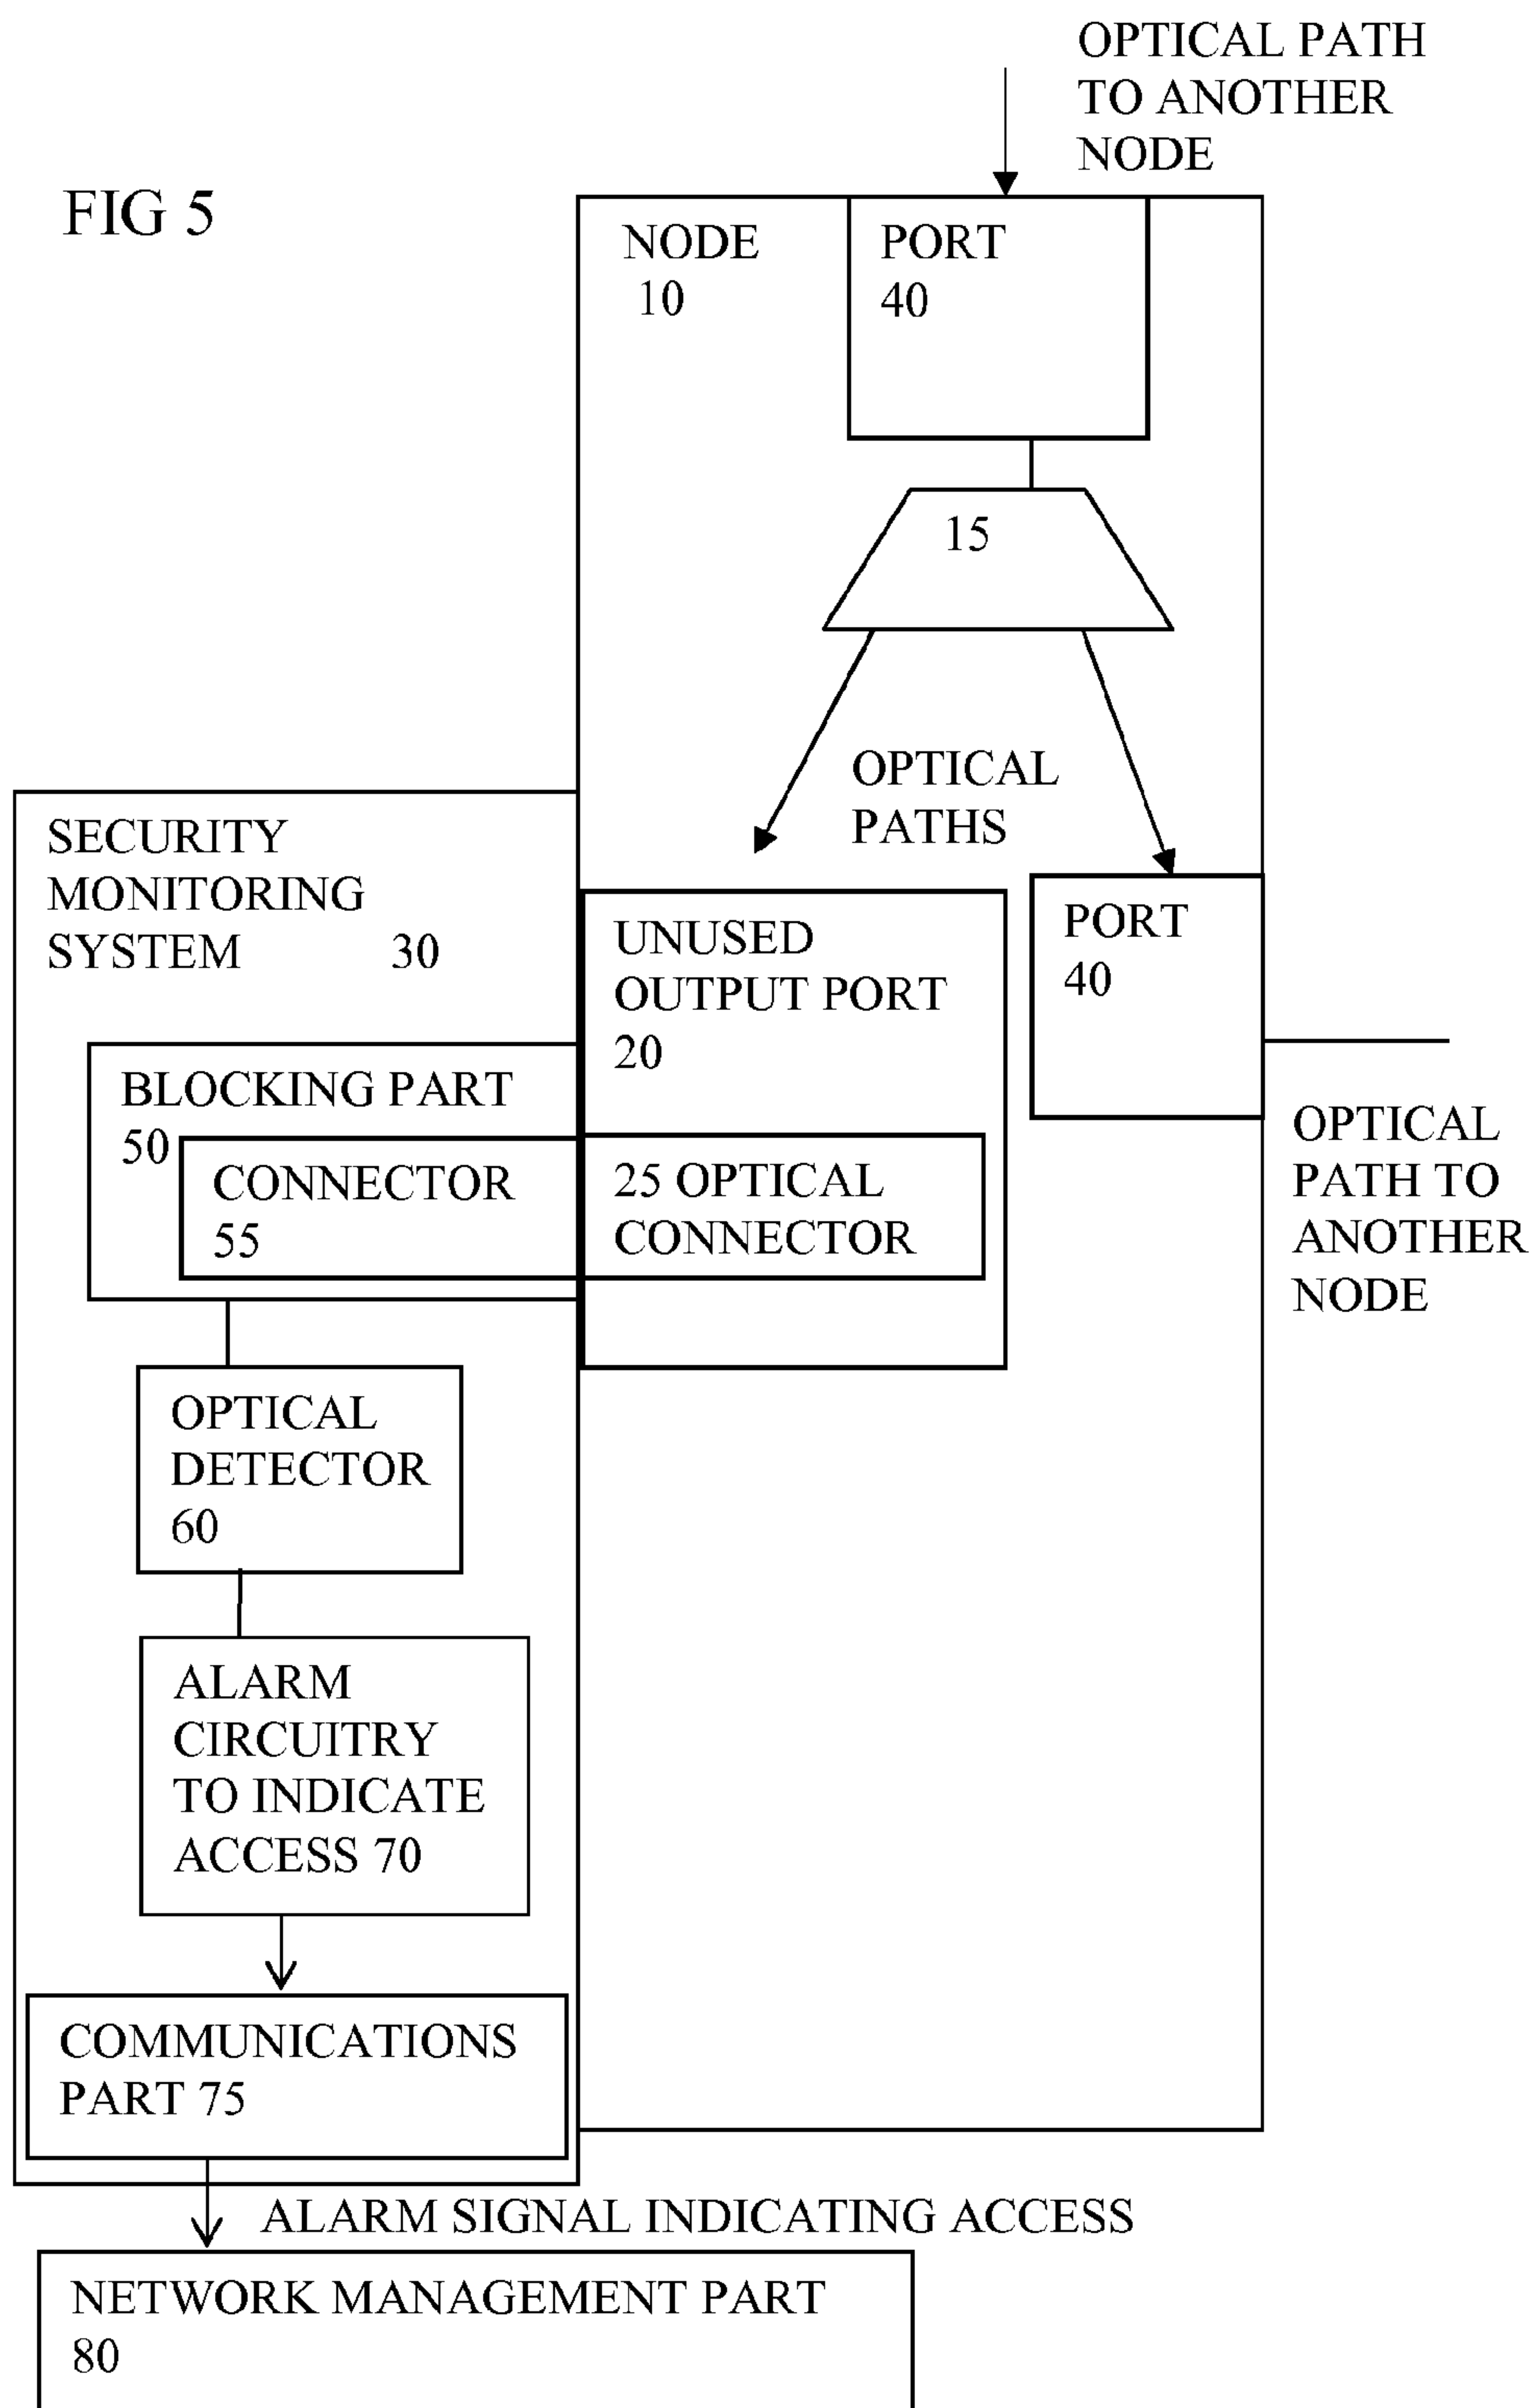 OPTICAL PATH
TO ANOTHER
NODE
FIG 5
NODE
10
PORT
40
15
OPTICAL
PATHS
SECURITY
MONITORING
SYSTEM 30
UNUSED
OUTPUT PORT
20
PORT
40
BLOCKING PART
50
CONNECTOR
55
25 OPTICAL
CONNECTOR
OPTICAL
PATH TO
ANOTHER
NODE
OPTICAL
DETECTOR
60
ALARM
CIRCUITRY
TO INDICATE
ACCESS 70
COMMUNICATIONS
PART 75
ALARM SIGNAL INDICATING ACCESS
NETWORK MANAGEMENT PART
80